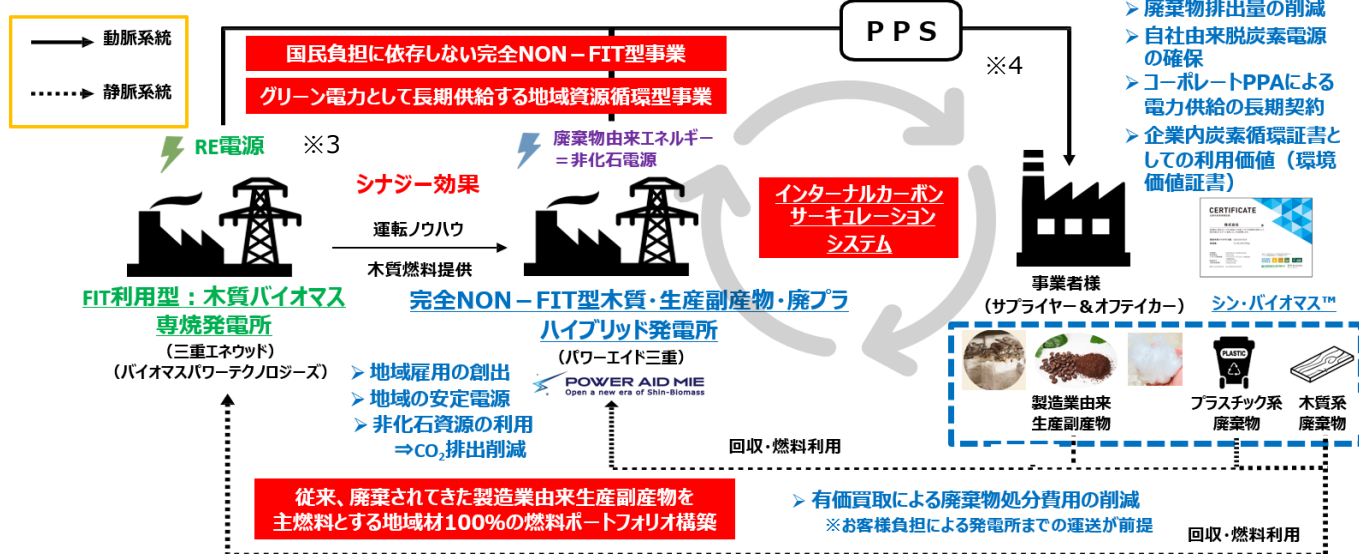 動脈系統
静脈系統
国民負担に依存しない完全NON－FIT型事業
グリーン電力として長期供給する地域資源循環型事業
ＰＰＳ
※4
➢ 廃棄物排出量の削減
➢ 自社由来脱炭素電源
の確保
➢ コーポレートPPAによる
電力供給の長期契約
➢ 企業内炭素循環証書と
しての利用価値（環境
価値証書）
RE電源
※3
廃棄物由来エネルギー
＝非化石電源
シナジー効果
運転ノウハウ
木質燃料提供
インターナルカーボン
サーキュレーション
システム
CERTIFICATE
株式会社
FIT利用型：木質バイオマス
専焼発電所
（三重エネウッド）
（バイオマスパワーテクノロジーズ）
完全NON－FIT型木質・生産副産物・廃プラ
ハイブリッド発電所
（パワーエイド三重）
POWER AID MIE
Open a new era of Shin-Biomass
事業者様
（サプライヤー＆オフテイカー）
シン・バイオマス™
➢ 地域雇用の創出
➢ 地域の安定電源
➢ 非化石資源の利用
⇒CO₂排出削減
PLASTIC
製造業由来
生産副産物
プラスチック系
廃棄物
木質系
廃棄物
回収・燃料利用
従来、廃棄されてきた製造業由来生産副産物を
主燃料とする地域材100%の燃料ポートフォリオ構築
➢ 有価買取による廃棄物処分費用の削減
※お客様負担による発電所までの運送が前提
回収・燃料利用